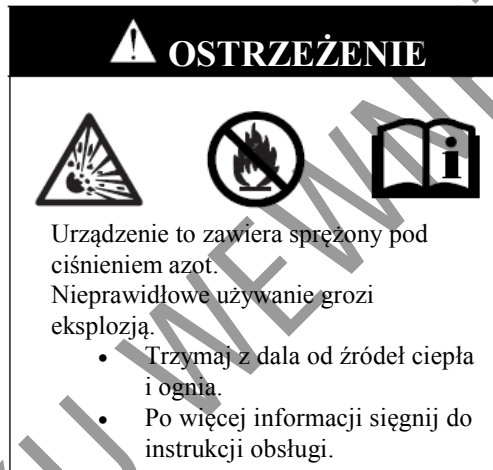 OSTRZEŻENIE
Urządzenie to zawiera sprężony pod
ciśnieniem azot.
Nieprawidłowe używanie grozi
eksplozją.
• Trzymaj z dala od źródeł ciepła
i ognia.
• Po więcej informacji sięgnij do
instrukcji obsługi.